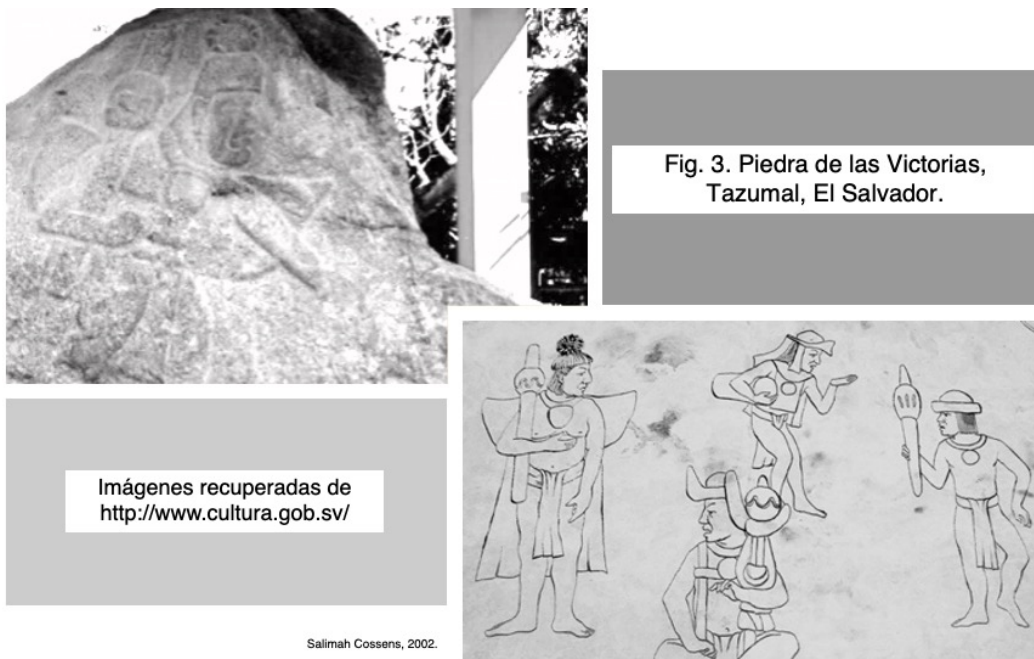 Fig. 3. Piedra de las Victorias,
Tazumal, El Salvador.
Imágenes recuperadas de
http://www.cultura.gob.sv/
Salimah Cossens, 2002.